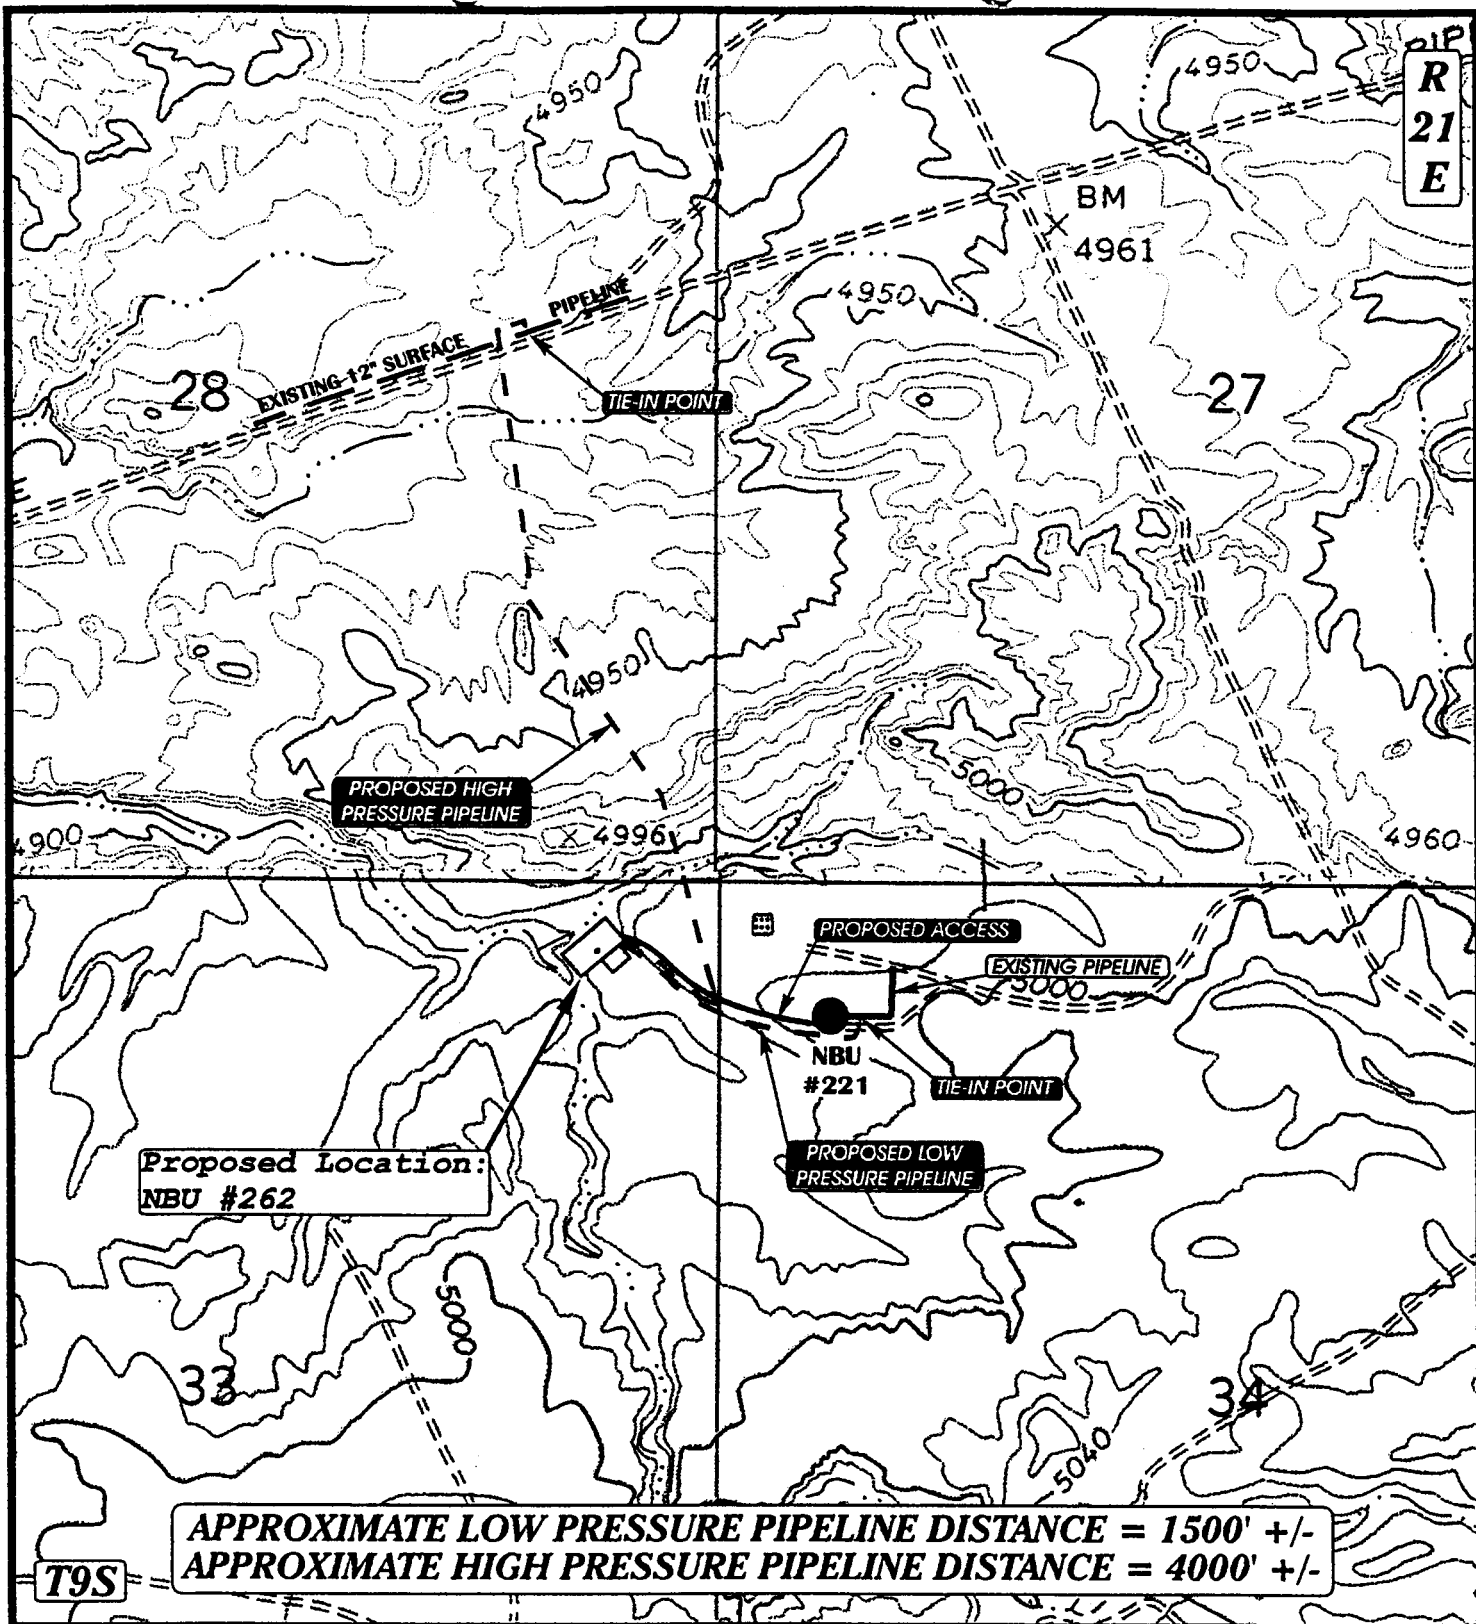 4950
4950
PIP
R
21
E
BM
4961
4950
PIPELINE
EXISTING 12" SURFACE
28
TIE-IN POINT
27
4950
PROPOSED HIGH
PRESSURE PIPELINE
5000
4900
4996
4960
PROPOSED ACCESS
EXISTING PIPELINE
5000
NBU
#221
TIE-IN POINT
PROPOSED LOW
PRESSURE PIPELINE
Proposed Location:
NBU #262
5000
33
34
5040
APPROXIMATE LOW PRESSURE PIPELINE DISTANCE = 1500' +/-
APPROXIMATE HIGH PRESSURE PIPELINE DISTANCE = 4000' +/-
T9S